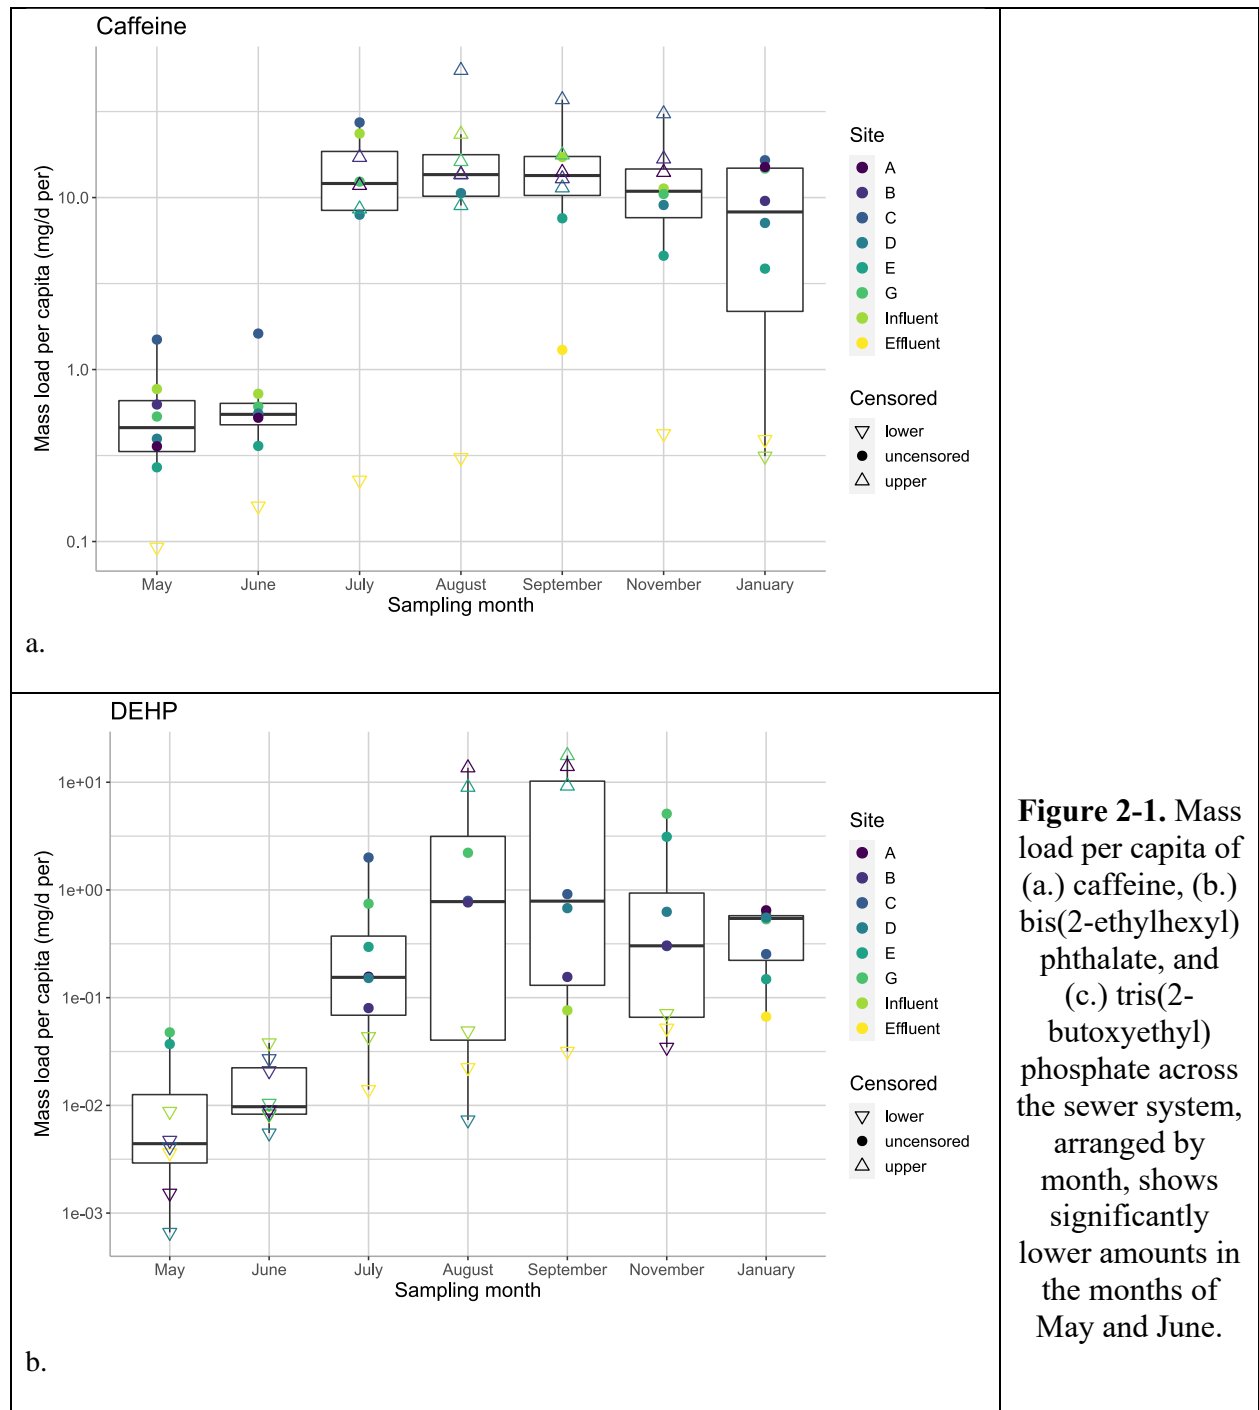 Caffeine
Mass load per capita (mg/d per)
10.0
1.0
0.1
May
June
July
August
September
November
January
Sampling month
Site
A
B
C
D
E
G
Influent
Effluent
Censored
lower
uncensored
upper
a.
DEHP
Mass load per capita (mg/d per)
1e+01
1e+00
1e-01
1e-02
1e-03
May
June
July
August
September
November
January
Sampling month
Site
A
B
C
D
E
G
Influent
Effluent
Censored
lower
uncensored
upper
b.
Figure 2-1. Mass
load per capita of
(a.) caffeine, (b.)
bis(2-ethylhexyl)
phthalate, and
(c.) tris(2-
butoxyethyl)
phosphate across
the sewer system,
arranged by
month, shows
significantly
lower amounts in
the months of
May and June.